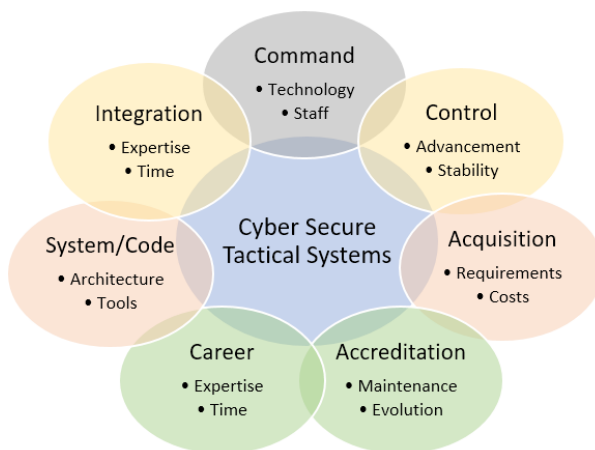 Command
• Technology
• Staff
Control
• Advancement
• Stability
Acquisition
• Requirements
• Costs
Accreditation
• Maintenance
• Evolution
Career
• Expertise
• Time
System/Code
• Architecture
• Tools
Integration
• Expertise
• Time
Cyber Secure
Tactical Systems